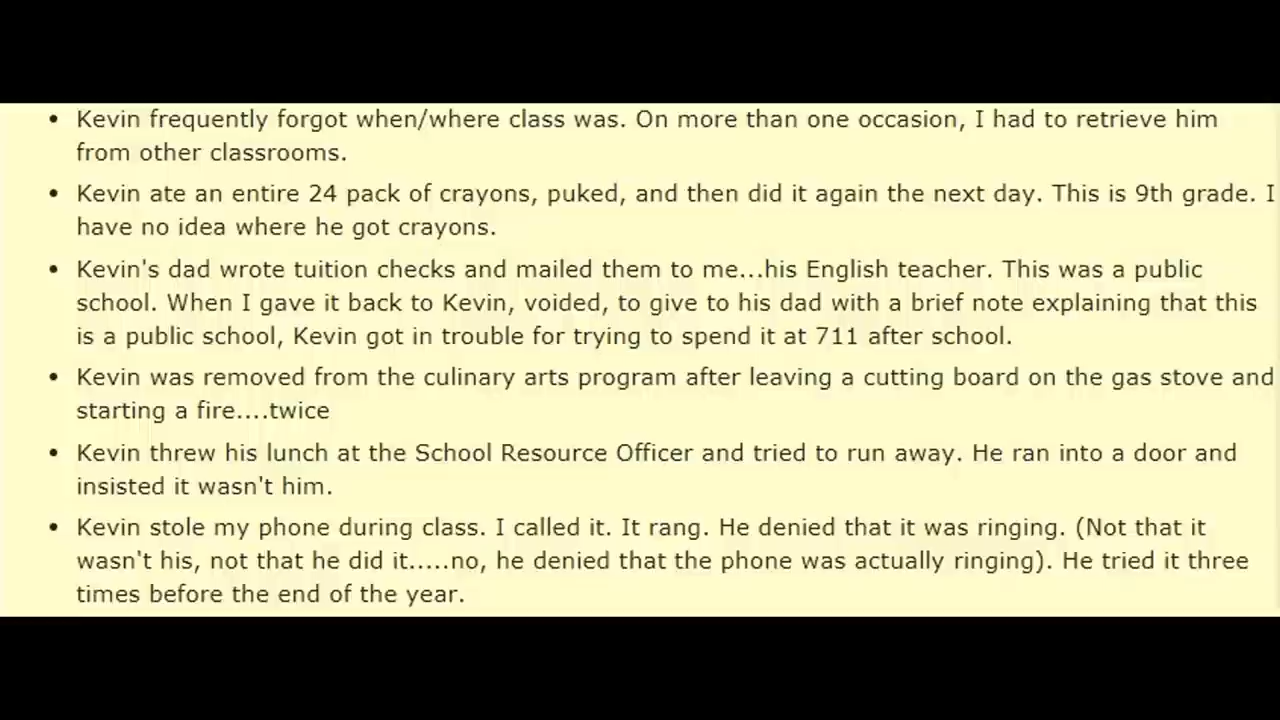 • Kevin frequently forgot when/where class was. On more than one occasion, I had to retrieve him
from other classrooms.
• Kevin ate an entire 24 pack of crayons, puked, and then did it again the next day. This is 9th grade. I
have no idea where he got crayons.
• Kevin's dad wrote tuition checks and mailed them to me...his English teacher. This was a public
school. When I gave it back to Kevin, voided, to give to his dad with a brief note explaining that this
is a public school, Kevin got in trouble for trying to spend it at 711 after school.
• Kevin was removed from the culinary arts program after leaving a cutting board on the gas stove and
starting a fire....twice
• Kevin threw his lunch at the School Resource Officer and tried to run away. He ran into a door and
insisted it wasn't him.
• Kevin stole my phone during class. I called it. It rang. He denied that it was ringing. (Not that it
wasn't his, not that he did it.....no, he denied that the phone was actually ringing). He tried it three
times before the end of the year.